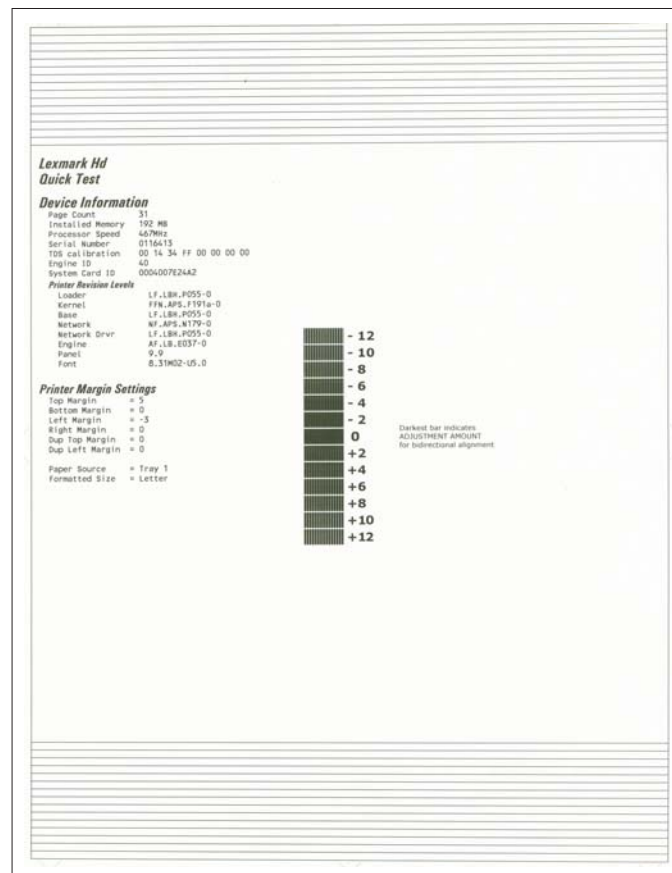 Lexmark Hd
Quick Test
Device Information
Page Count 31
Installed Memory 192 MB
Processor Speed 467MHz
Serial Number 0116413
TDS calibration 00 14 34 FF 00 00 00 00
Engine ID 40
System Card ID 0004007E24A2
Printer Revision Levels
Loader LF.LBH.P055-0
Kernel FFN.APS.F191a-0
Base LF.LBH.P055-0
Network NF.APS.N179-0
Network Drvr LF.LBH.P055-0
Engine AF.LB.E037-0
Panel 9.9
Font 8.31M02-U5.0
Printer Margin Settings
Top Margin = 5
Bottom Margin = 0
Left Margin = -3
Right Margin = 0
Dup Top Margin = 0
Dup Left Margin = 0
Paper Source = Tray 1
Formatted Size = Letter
- 12
- 10
- 8
- 6
- 4
- 2
0
+2
+4
+6
+8
+10
+12
Darkest bar indicates
ADJUSTMENT AMOUNT
for bidirectional alignment